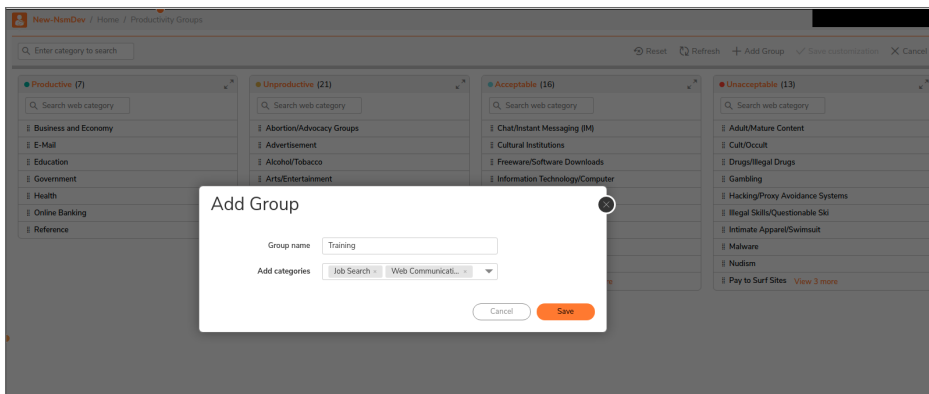 New-NsmDev / Home / Productivity Groups
Enter category to search
Reset Refresh Add Group Save customization Cancel
Productive (7)
Search web category
Business and Economy
E-Mail
Education
Government
Health
Online Banking
Reference
Unproductive (21)
Search web category
Abortion/Advocacy Groups
Advertisement
Alcohol/Tobacco
Arts/Entertainment
Acceptable (16)
Search web category
Chat/Instant Messaging (IM)
Cultural Institutions
Freeware/Software Downloads
Information Technology/Computer
Unacceptable (13)
Search web category
Adult/Mature Content
Cult/Occult
Drugs/Illegal Drugs
Gambling
Hacking/Proxy Avoidance Systems
Illegal Skills/Questionable Ski
Intimate Apparel/Swimsuit
Malware
Nudism
Pay to Surf Sites View 3 more
Add Group
Group name Training
Add categories Job Search × Web Communicati... ×
Cancel Save